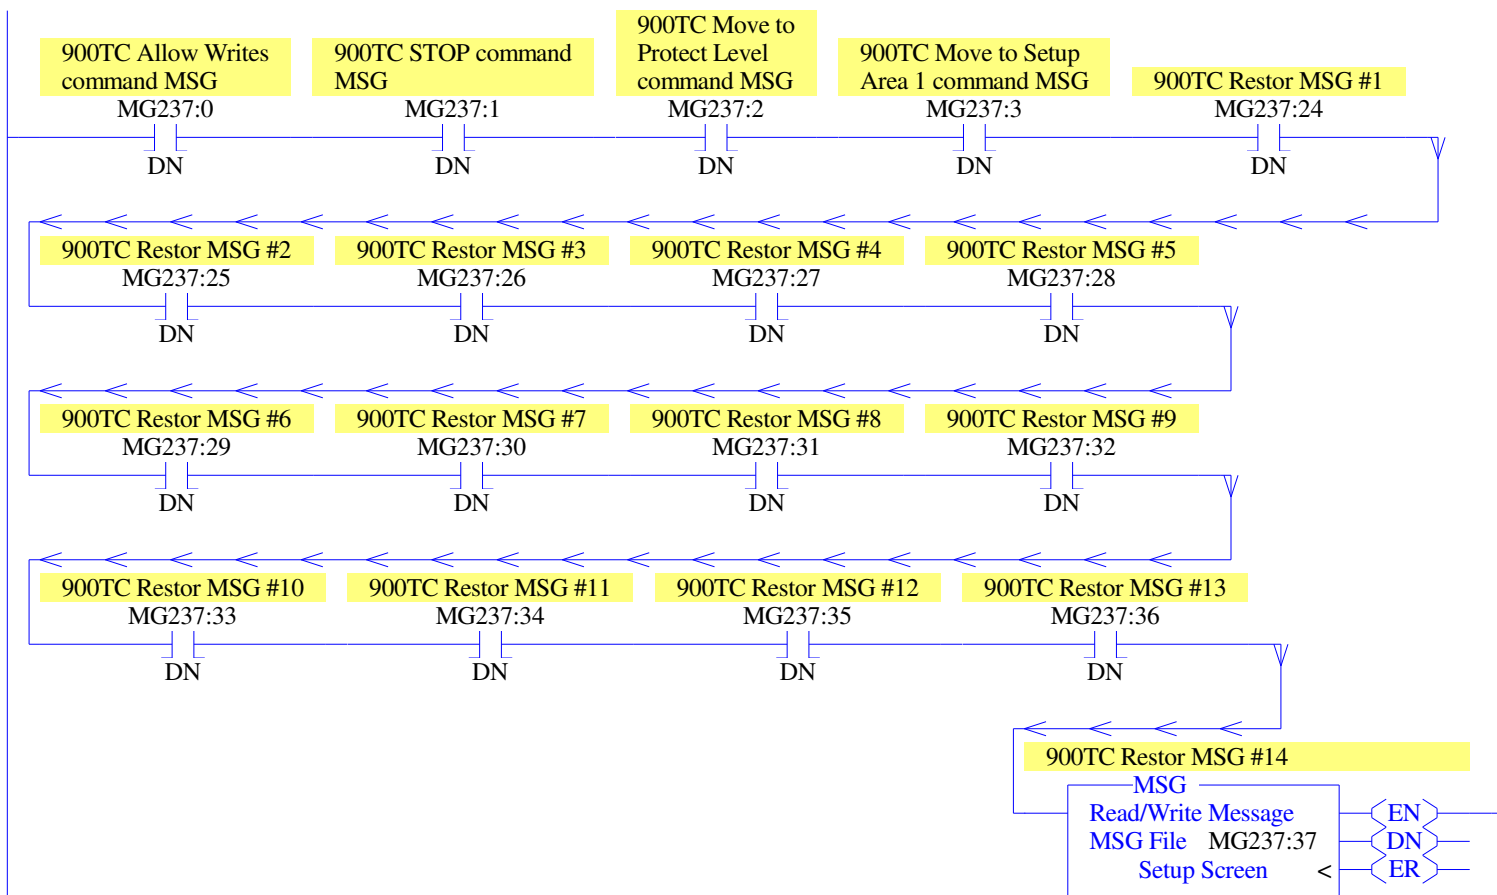 900TC Allow Writes
command MSG
MG237:0
DN
900TC STOP command
MSG
MG237:1
DN
900TC Move to
Protect Level
command MSG
MG237:2
DN
900TC Move to Setup
Area 1 command MSG
MG237:3
DN
900TC Restor MSG #1
MG237:24
DN
900TC Restor MSG #2
MG237:25
DN
900TC Restor MSG #3
MG237:26
DN
900TC Restor MSG #4
MG237:27
DN
900TC Restor MSG #5
MG237:28
DN
900TC Restor MSG #6
MG237:29
DN
900TC Restor MSG #7
MG237:30
DN
900TC Restor MSG #8
MG237:31
DN
900TC Restor MSG #9
MG237:32
DN
900TC Restor MSG #10
MG237:33
DN
900TC Restor MSG #11
MG237:34
DN
900TC Restor MSG #12
MG237:35
DN
900TC Restor MSG #13
MG237:36
DN
900TC Restor MSG #14
MSG
Read/Write Message
MSG File MG237:37
Setup Screen <
EN
DN
ER